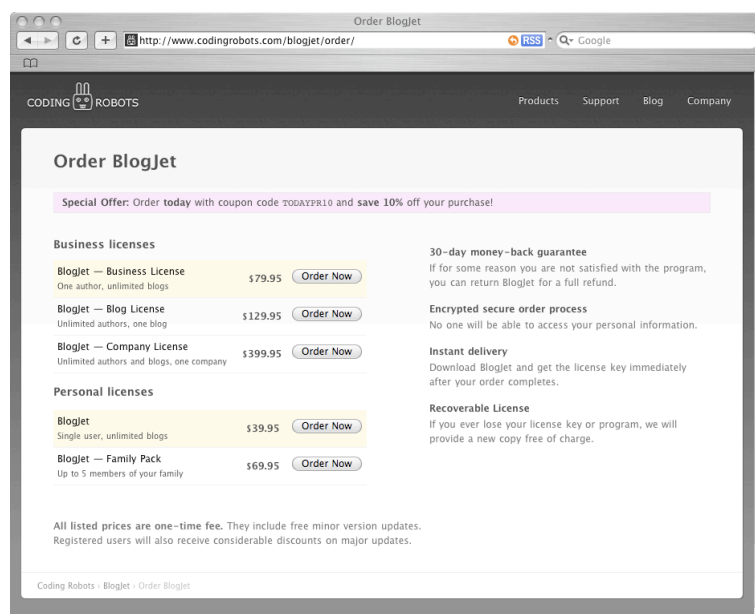 Order BlogJet
http://www.codingrobots.com/blogjet/order/
RSS
Google
CODING ROBOTS
Products Support Blog Company
Order BlogJet
Special Offer: Order today with coupon code TODAYPR10 and save 10% off your purchase!
Business licenses
BlogJet — Business License
One author, unlimited blogs
$79.95 Order Now
BlogJet — Blog License
Unlimited authors, one blog
$129.95 Order Now
BlogJet — Company License
Unlimited authors and blogs, one company
$399.95 Order Now
Personal licenses
BlogJet
Single user, unlimited blogs
$39.95 Order Now
BlogJet — Family Pack
Up to 5 members of your family
$69.95 Order Now
30-day money-back guarantee
If for some reason you are not satisfied with the program,
you can return BlogJet for a full refund.
Encrypted secure order process
No one will be able to access your personal information.
Instant delivery
Download BlogJet and get the license key immediately
after your order completes.
Recoverable License
If you ever lose your license key or program, we will
provide a new copy free of charge.
All listed prices are one-time fee. They include free minor version updates.
Registered users will also receive considerable discounts on major updates.
Coding Robots › BlogJet › Order BlogJet